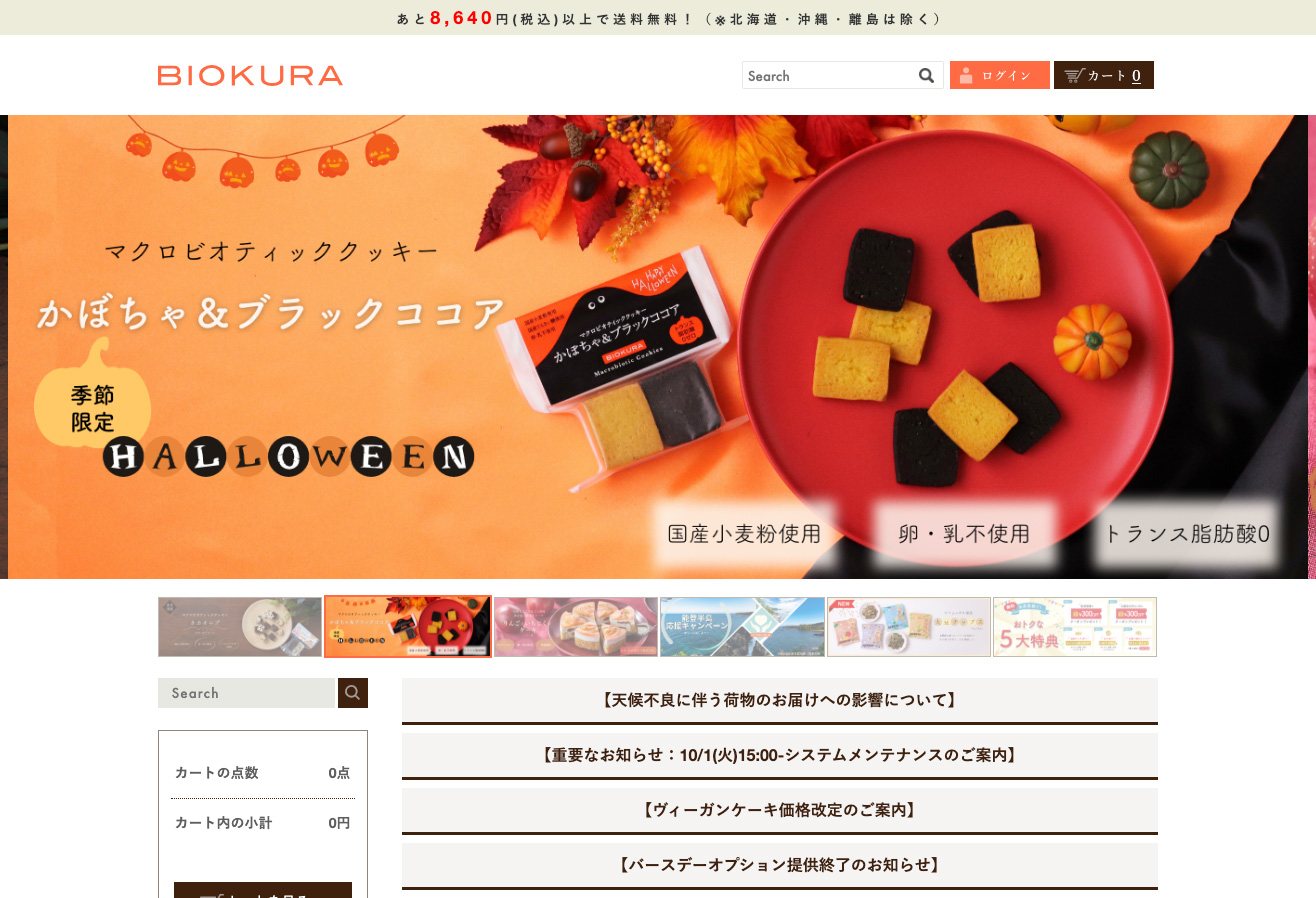 あと8,640円(税込)以上で送料無料！（※北海道・沖縄・離島は除く）
BIOKURA
Search
ログイン
カート 0
マクロビオティッククッキー
かぼちゃ&ブラックココア
季節
限定
HALLOWEEN
HAPPY
HALLOWEEN
マクロビオティッククッキー
かぼちゃ&ブラックココア
BIOKURA
Macrobiotic Cookies
国産小麦粉使用
卵・乳不使用
トランス脂肪酸0
能登半島
応援キャンペーン
NEW
おトクな
5大特典
Search
【天候不良に伴う荷物のお届けへの影響について】
【重要なお知らせ：10/1(火)15:00-システムメンテナンスのご案内】
【ヴィーガンケーキ価格改定のご案内】
【バースデーオプション提供終了のお知らせ】
カートの点数 0点
カート内の小計 0円